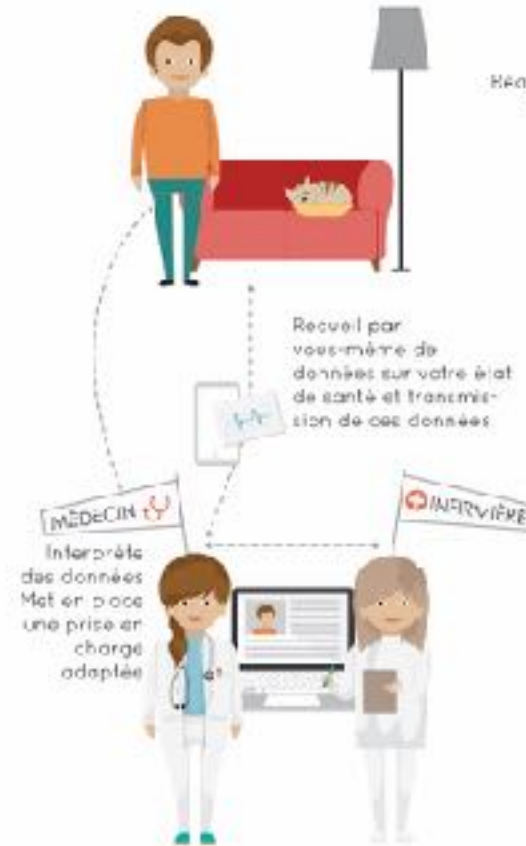 Recueil par
vous-même de
données sur votre état
de santé et transmis-
sion de ces données
MÉDECIN
INFIRMIÈRE
Interprète
des données
Met en place
une prise en
charge
adaptée